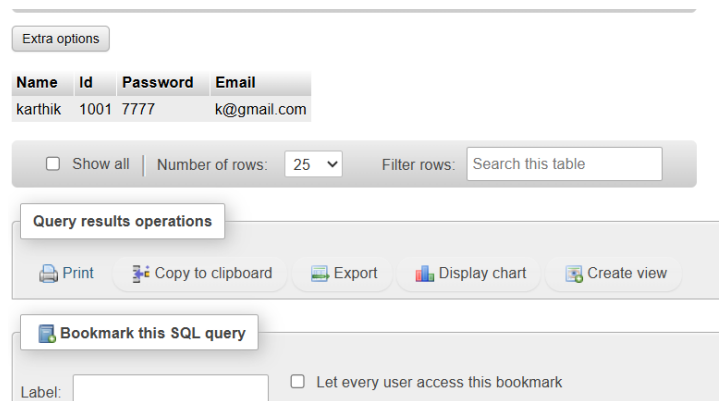 Extra options
Name Id Password Email
karthik 1001 7777 k@gmail.com
Show all Number of rows: 25 Filter rows: Search this table
Query results operations
Print Copy to clipboard Export Display chart Create view
Bookmark this SQL query
Label: Let every user access this bookmark